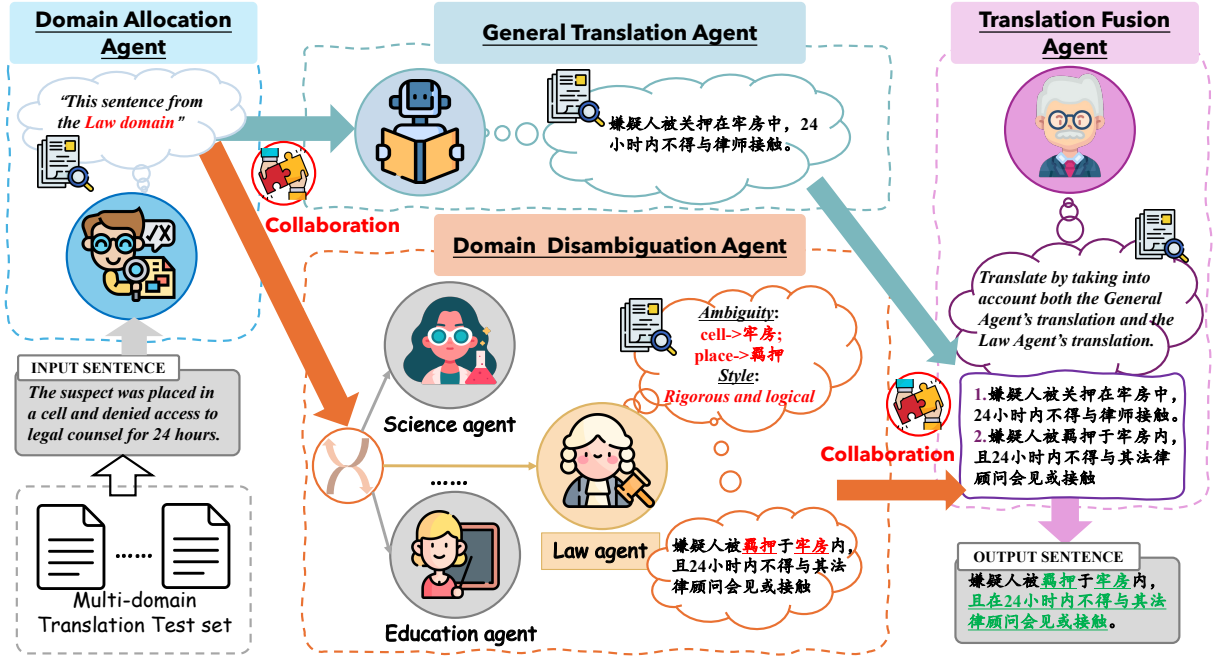 Domain Allocation
Agent
"This sentence from
the Law domain"
√X
INPUT SENTENCE
The suspect was placed in
a cell and denied access to
legal counsel for 24 hours.
......
Multi-domain
Translation Test set
General Translation Agent
嫌疑人被关押在牢房中，24
小时内不得与律师接触。
Collaboration
Domain Disambiguation Agent
Science agent
......
Law agent
Education agent
Ambiguity:
cell->牢房;
place->羁押
Style:
Rigorous and logical
嫌疑人被羁押于牢房内，
且24小时内不得与其法
律顾问会见或接触
Collaboration
Translation Fusion
Agent
Translate by taking into
account both the General
Agent's translation and the
Law Agent's translation.
1.嫌疑人被关押在牢房中，
24小时内不得与律师接触。
2.嫌疑人被羁押于牢房内，
且24小时内不得与其法律
顾问会见或接触
OUTPUT SENTENCE
嫌疑人被羁押于牢房内，
且在24小时内不得与其法
律顾问会见或接触。